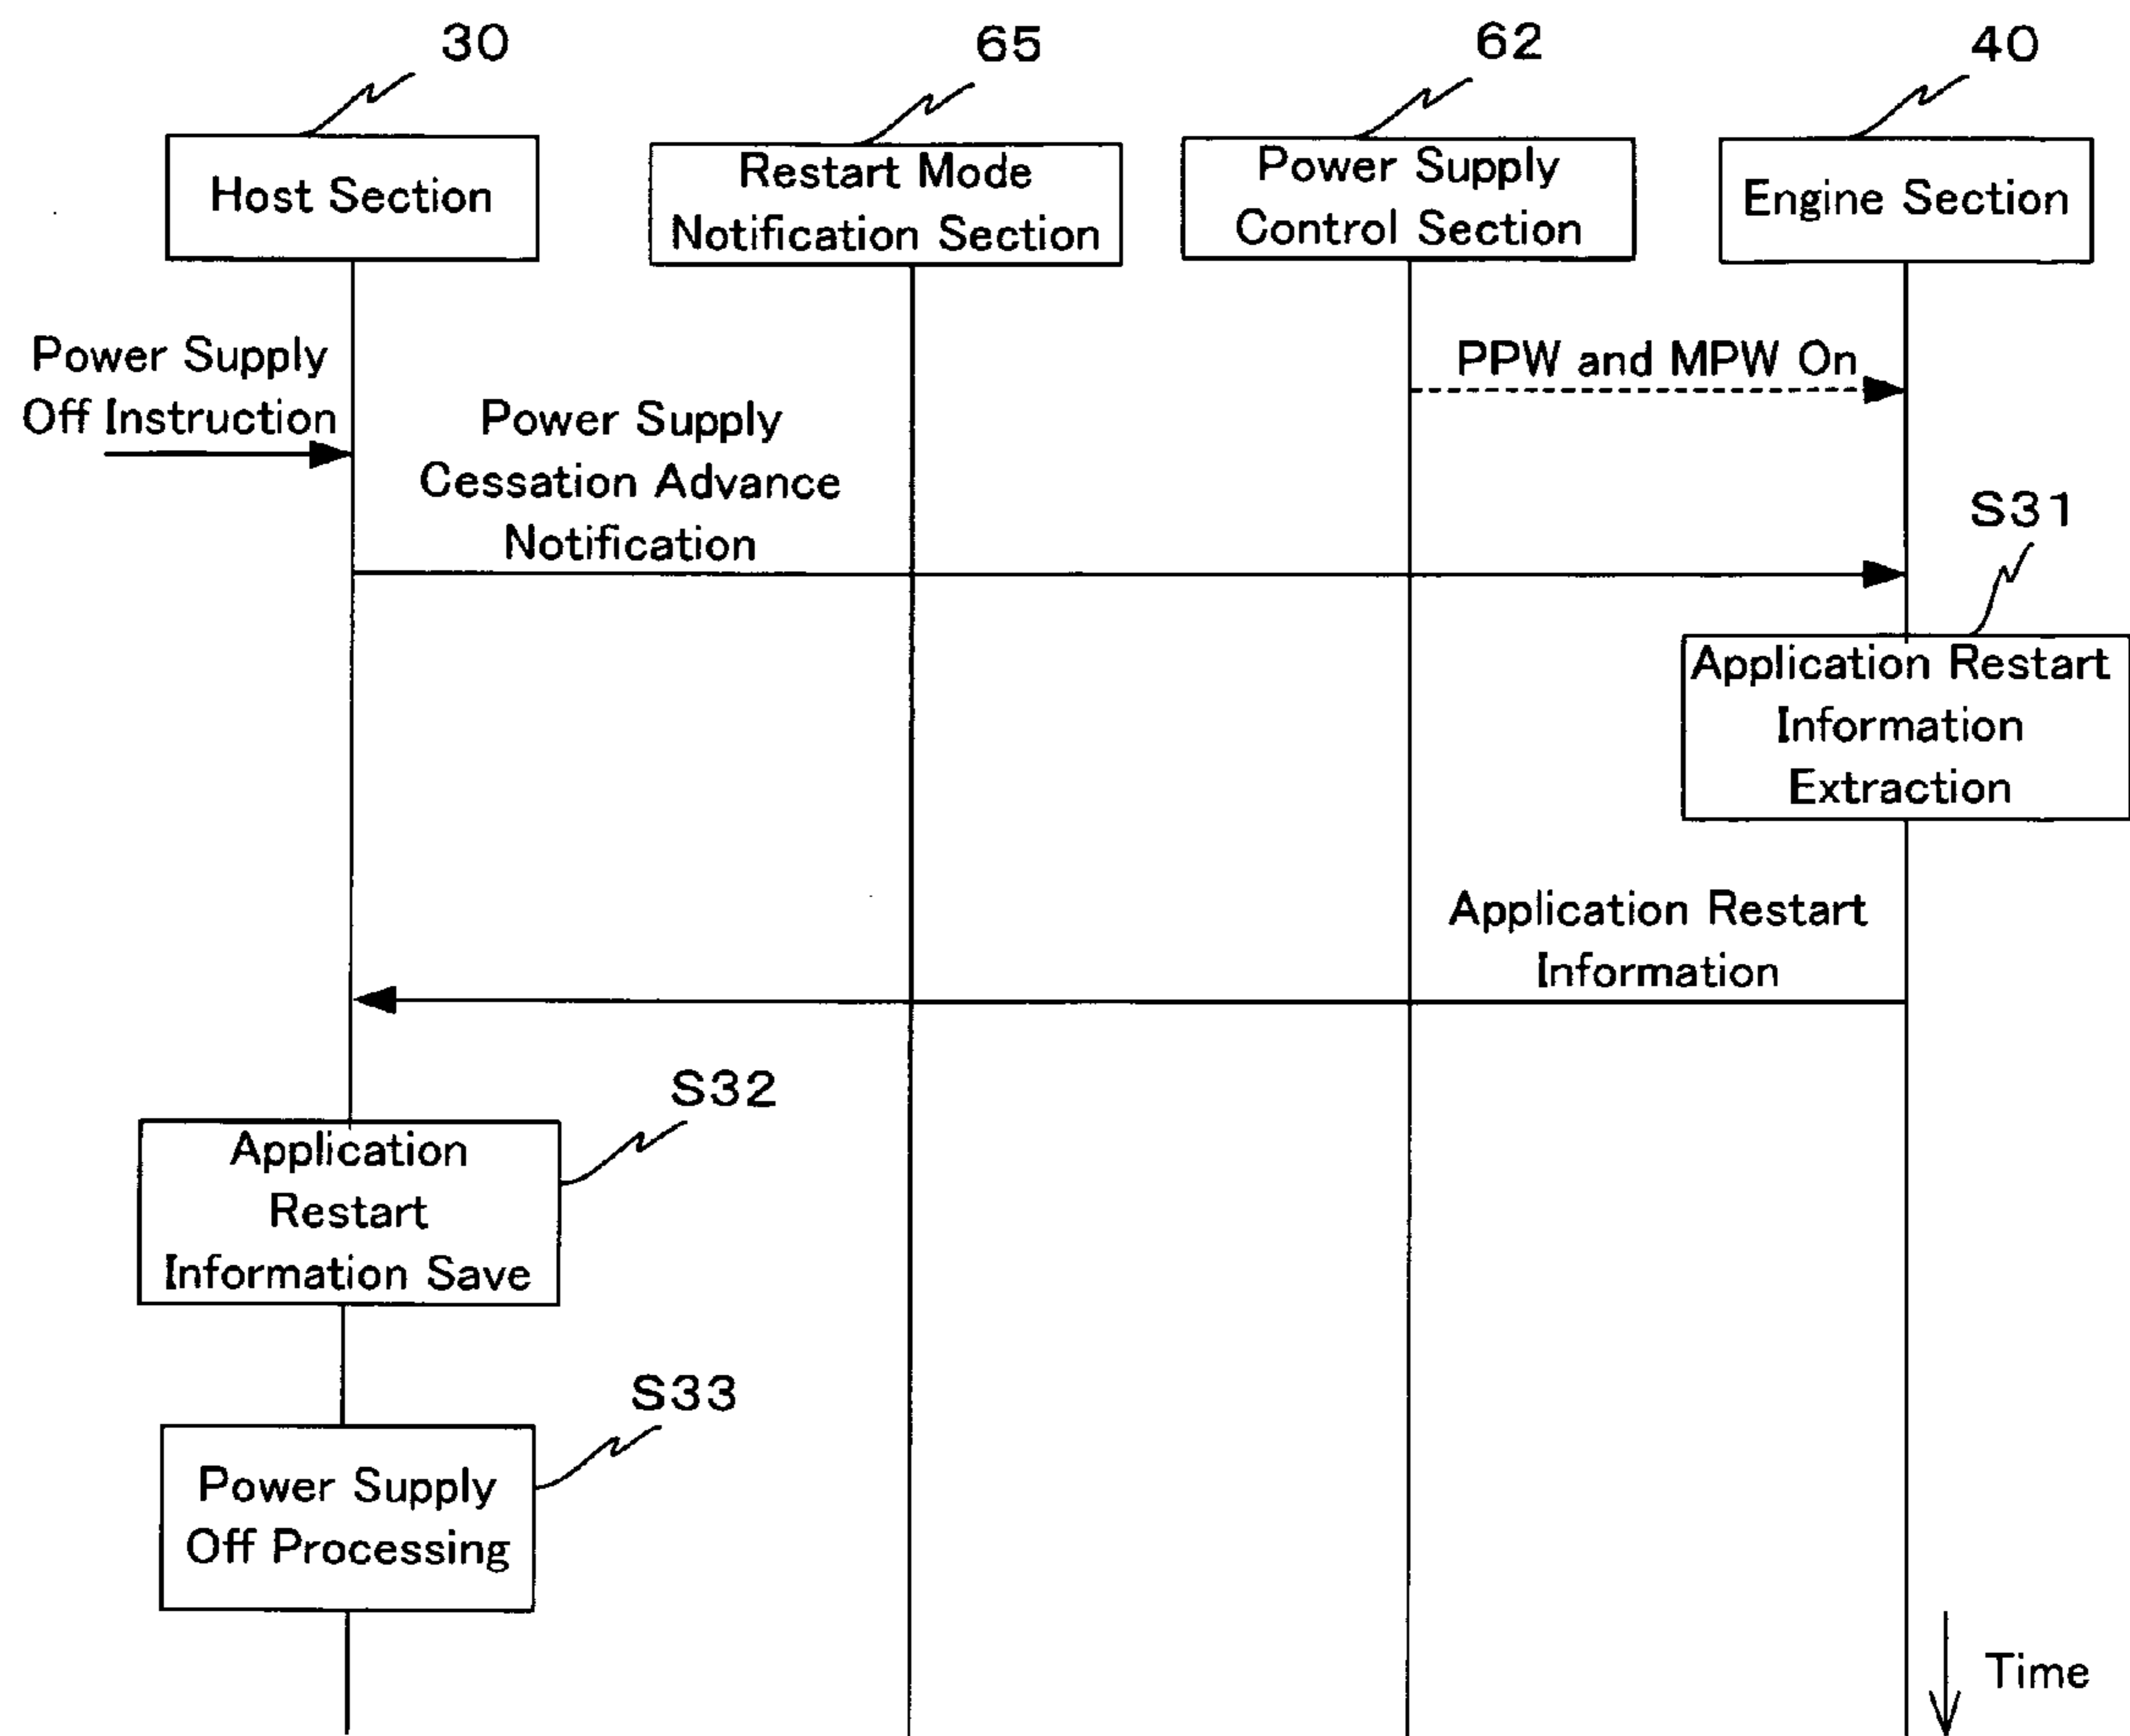 30
65
62
40
Host Section
Restart Mode
Notification Section
Power Supply
Control Section
Engine Section
Power Supply
Off Instruction
PPW and MPW On
Power Supply
Cessation Advance
Notification
S31
Application Restart
Information
Extraction
Application Restart
Information
S32
Application
Restart
Information Save
S33
Power Supply
Off Processing
Time